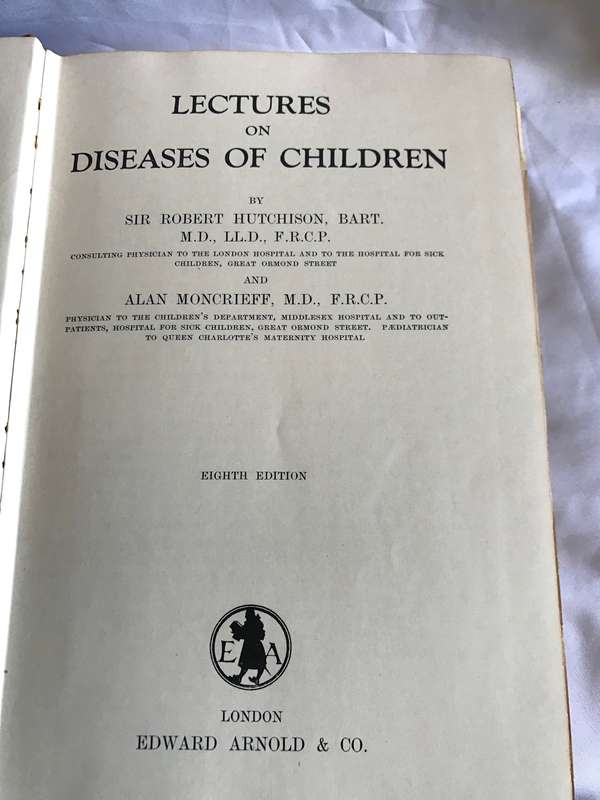 LECTURES
ON
DISEASES OF CHILDREN
BY
SIR ROBERT HUTCHISON, BART.
M.D., LL.D., F.R.C.P.
CONSULTING PHYSICIAN TO THE LONDON HOSPITAL AND TO THE HOSPITAL FOR SICK
CHILDREN, GREAT ORMOND STREET
AND
ALAN MONCRIEFF, M.D., F.R.C.P.
PHYSICIAN TO THE CHILDREN'S DEPARTMENT, MIDDLESEX HOSPITAL AND TO OUT-
PATIENTS, HOSPITAL FOR SICK CHILDREN, GREAT ORMOND STREET. PÆDIATRICIAN
TO QUEEN CHARLOTTE'S MATERNITY HOSPITAL
EIGHTH EDITION
E A
LONDON
EDWARD ARNOLD & CO.